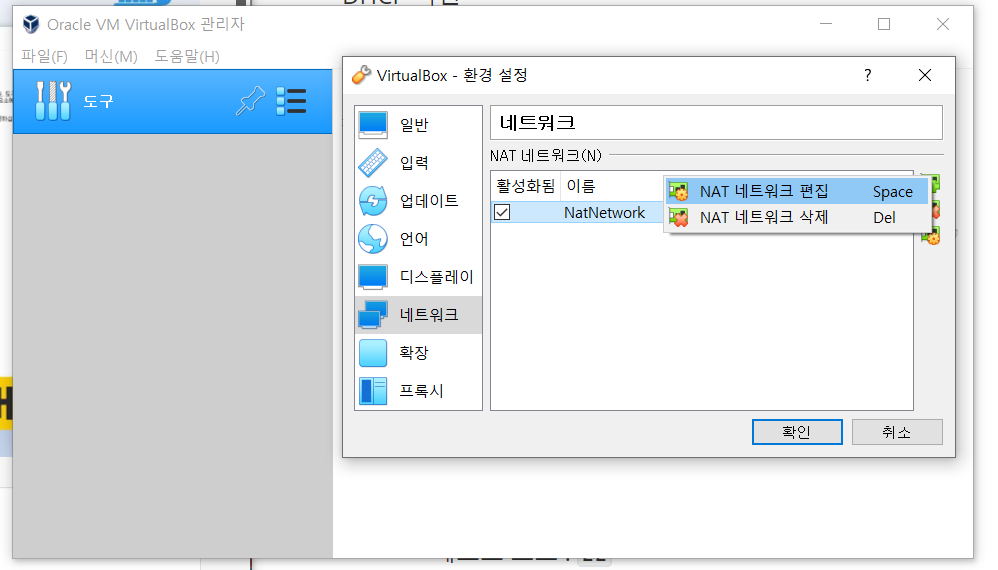 Oracle VM VirtualBox 관리자
파일(F) 머신(M) 도움말(H)
도구
VirtualBox - 환경 설정
?
일반
입력
업데이트
언어
디스플레이
네트워크
확장
프록시
네트워크
NAT 네트워크(N)
활성화됨 이름
NatNetwork
NAT 네트워크 편집 Space
NAT 네트워크 삭제 Del
확인 취소